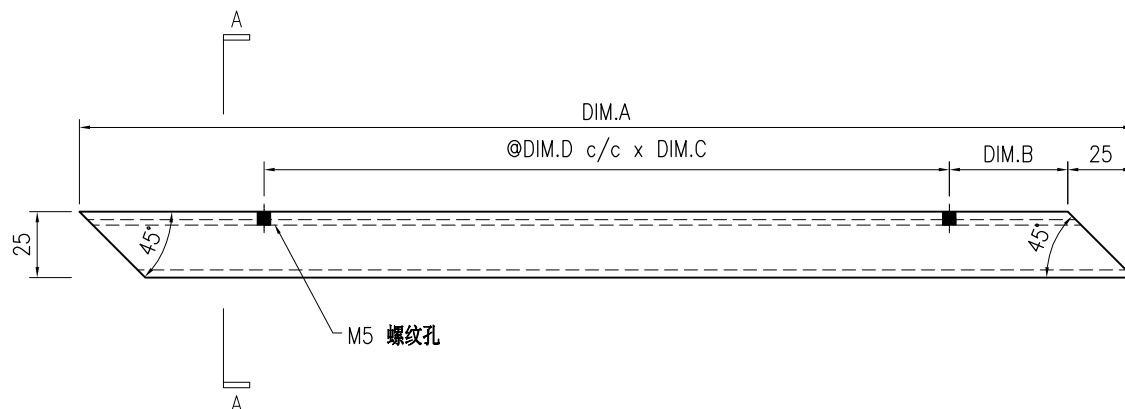 A
DIM.A
@DIM.D c/c x DIM.C
DIM.B
25
25
45°
45°
M5 螺纹孔
A